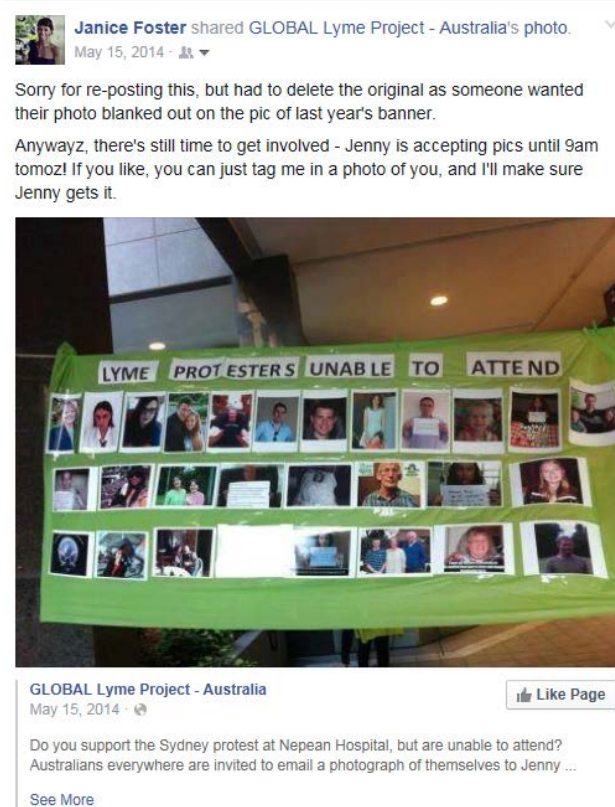 Janice Foster shared GLOBAL Lyme Project - Australia's photo.
May 15, 2014 ·
Sorry for re-posting this, but had to delete the original as someone wanted
their photo blanked out on the pic of last year's banner.
Anywayz, there's still time to get involved - Jenny is accepting pics until 9am
tomoz! If you like, you can just tag me in a photo of you, and I'll make sure
Jenny gets it.
LYME PROTESTERS UNABLE TO ATTEND
GLOBAL Lyme Project - Australia
May 15, 2014 ·
Like Page
Do you support the Sydney protest at Nepean Hospital, but are unable to attend?
Australians everywhere are invited to email a photograph of themselves to Jenny ...
See More